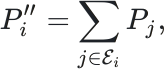 $P_i'' = \sum_{j \in \mathcal{E}_i} P_j,$